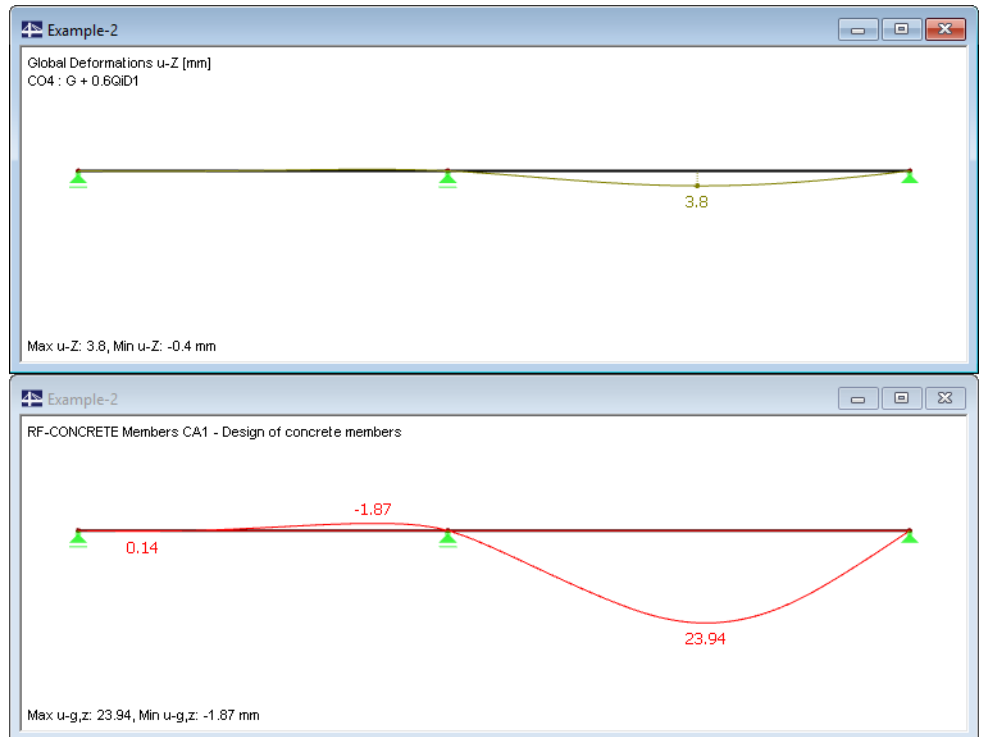 Example-2
Global Deformations u-Z [mm]
CO4 : G + 0.6QiD1
3.8
Max u-Z: 3.8, Min u-Z: -0.4 mm
Example-2
RF-CONCRETE Members CA1 - Design of concrete members
-1.87
0.14
23.94
Max u-g,z: 23.94, Min u-g,z: -1.87 mm